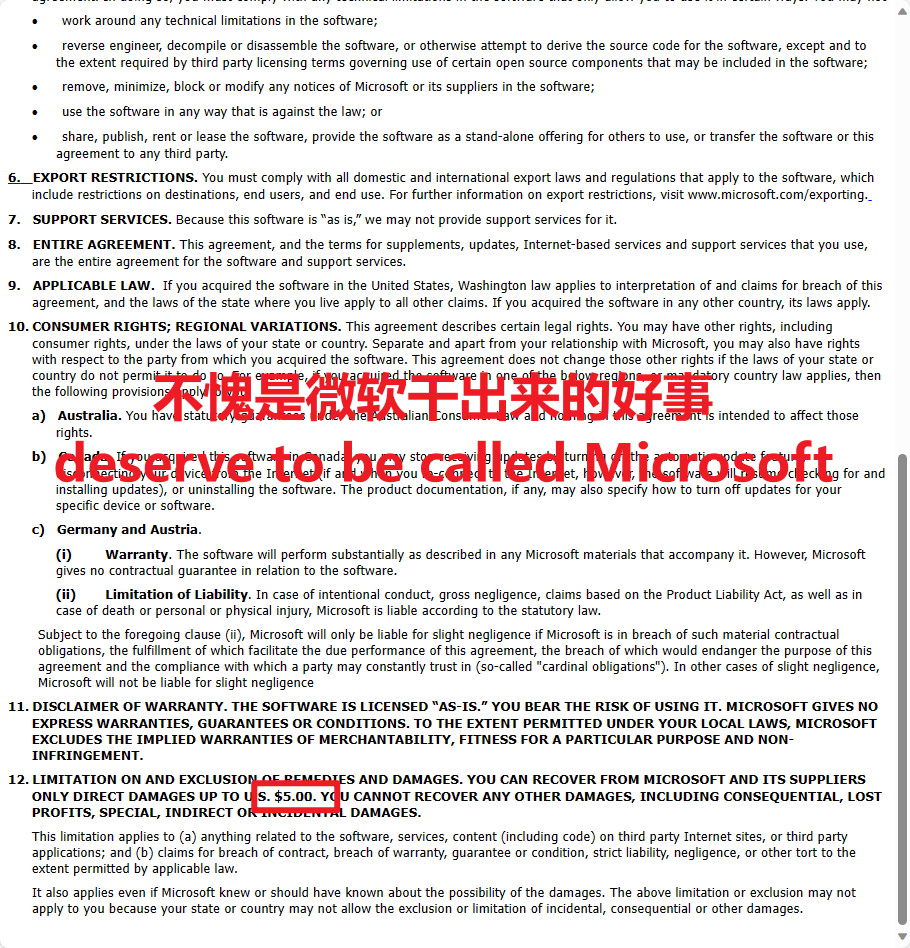 agreement. In doing so, you must comply with any technical limitations in the software that only allow you to use it in certain ways. You may not
• work around any technical limitations in the software;
• reverse engineer, decompile or disassemble the software, or otherwise attempt to derive the source code for the software, except and to
the extent required by third party licensing terms governing use of certain open source components that may be included in the software;
• remove, minimize, block or modify any notices of Microsoft or its suppliers in the software;
• use the software in any way that is against the law; or
• share, publish, rent or lease the software, provide the software as a stand-alone offering for others to use, or transfer the software or this
agreement to any third party.
6. EXPORT RESTRICTIONS. You must comply with all domestic and international export laws and regulations that apply to the software, which
include restrictions on destinations, end users, and end use. For further information on export restrictions, visit www.microsoft.com/exporting.
7. SUPPORT SERVICES. Because this software is “as is,” we may not provide support services for it.
8. ENTIRE AGREEMENT. This agreement, and the terms for supplements, updates, Internet-based services and support services that you use,
are the entire agreement for the software and support services.
9. APPLICABLE LAW. If you acquired the software in the United States, Washington law applies to interpretation of and claims for breach of this
agreement, and the laws of the state where you live apply to all other claims. If you acquired the software in any other country, its laws apply.
10. CONSUMER RIGHTS; REGIONAL VARIATIONS. This agreement describes certain legal rights. You may have other rights, including
consumer rights, under the laws of your state or country. Separate and apart from your relationship with Microsoft, you may also have rights
with respect to the party from which you acquired the software. This agreement does not change those other rights if the laws of your state or
country do not permit it to do so. For example, if you acquired the software in one of the below regions, or mandatory country law applies, then
the following provisions apply to you:
不愧是微软干出来的好事
a) Australia. You have statutory guarantees under the Australian Consumer Law and nothing in this agreement is intended to affect those
rights.
b) Canada. If you acquired this software in Canada, you may stop receiving updates by turning off the automatic update feature,
deserve to be called Microsoft
disconnecting your device from the Internet (if and when you re-connect to the Internet, however, the software will resume checking for and
installing updates), or uninstalling the software. The product documentation, if any, may also specify how to turn off updates for your
specific device or software.
c) Germany and Austria.
(i) Warranty. The software will perform substantially as described in any Microsoft materials that accompany it. However, Microsoft
gives no contractual guarantee in relation to the software.
(ii) Limitation of Liability. In case of intentional conduct, gross negligence, claims based on the Product Liability Act, as well as in
case of death or personal or physical injury, Microsoft is liable according to the statutory law.
Subject to the foregoing clause (ii), Microsoft will only be liable for slight negligence if Microsoft is in breach of such material contractual
obligations, the fulfillment of which facilitate the due performance of this agreement, the breach of which would endanger the purpose of this
agreement and the compliance with which a party may constantly trust in (so-called "cardinal obligations"). In other cases of slight negligence,
Microsoft will not be liable for slight negligence
11. DISCLAIMER OF WARRANTY. THE SOFTWARE IS LICENSED “AS-IS.” YOU BEAR THE RISK OF USING IT. MICROSOFT GIVES NO
EXPRESS WARRANTIES, GUARANTEES OR CONDITIONS. TO THE EXTENT PERMITTED UNDER YOUR LOCAL LAWS, MICROSOFT
EXCLUDES THE IMPLIED WARRANTIES OF MERCHANTABILITY, FITNESS FOR A PARTICULAR PURPOSE AND NON-
INFRINGEMENT.
12. LIMITATION ON AND EXCLUSION OF REMEDIES AND DAMAGES. YOU CAN RECOVER FROM MICROSOFT AND ITS SUPPLIERS
ONLY DIRECT DAMAGES UP TO U.S. $5.00. YOU CANNOT RECOVER ANY OTHER DAMAGES, INCLUDING CONSEQUENTIAL, LOST
PROFITS, SPECIAL, INDIRECT OR INCIDENTAL DAMAGES.
This limitation applies to (a) anything related to the software, services, content (including code) on third party Internet sites, or third party
applications; and (b) claims for breach of contract, breach of warranty, guarantee or condition, strict liability, negligence, or other tort to the
extent permitted by applicable law.
It also applies even if Microsoft knew or should have known about the possibility of the damages. The above limitation or exclusion may not
apply to you because your state or country may not allow the exclusion or limitation of incidental, consequential or other damages.